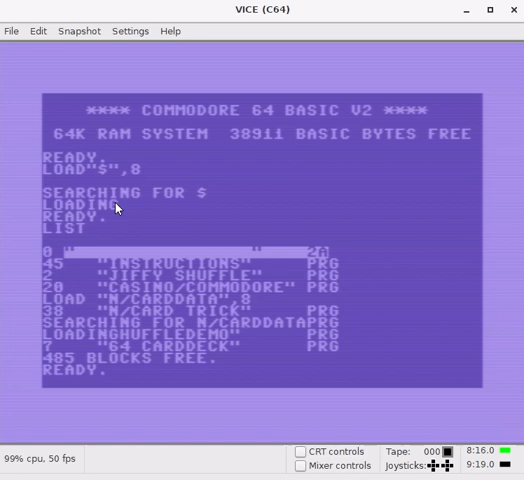 VICE (C64)
File Edit Snapshot Settings Help
**** COMMODORE 64 BASIC V2 ****
64K RAM SYSTEM 38911 BASIC BYTES FREE
READY.
LOAD"$",8
SEARCHING FOR $
LOADING
READY.
LIST
0 " " 2A
45 "INSTRUCTIONS" PRG
2 "JIFFY SHUFFLE" PRG
20 "CASINO/COMMODORE" PRG
LOAD "N/CARDDATA",8
38 "N/CARD TRICK" PRG
SEARCHING FOR N/CARDDATAPRG
LOADINGHUFFLEDEMO" PRG
7 "64 CARDDECK" PRG
485 BLOCKS FREE.
READY.
99% cpu, 50 fps
CRT controls
Mixer controls
Tape: 000
Joysticks:
8:16.0
9:19.0